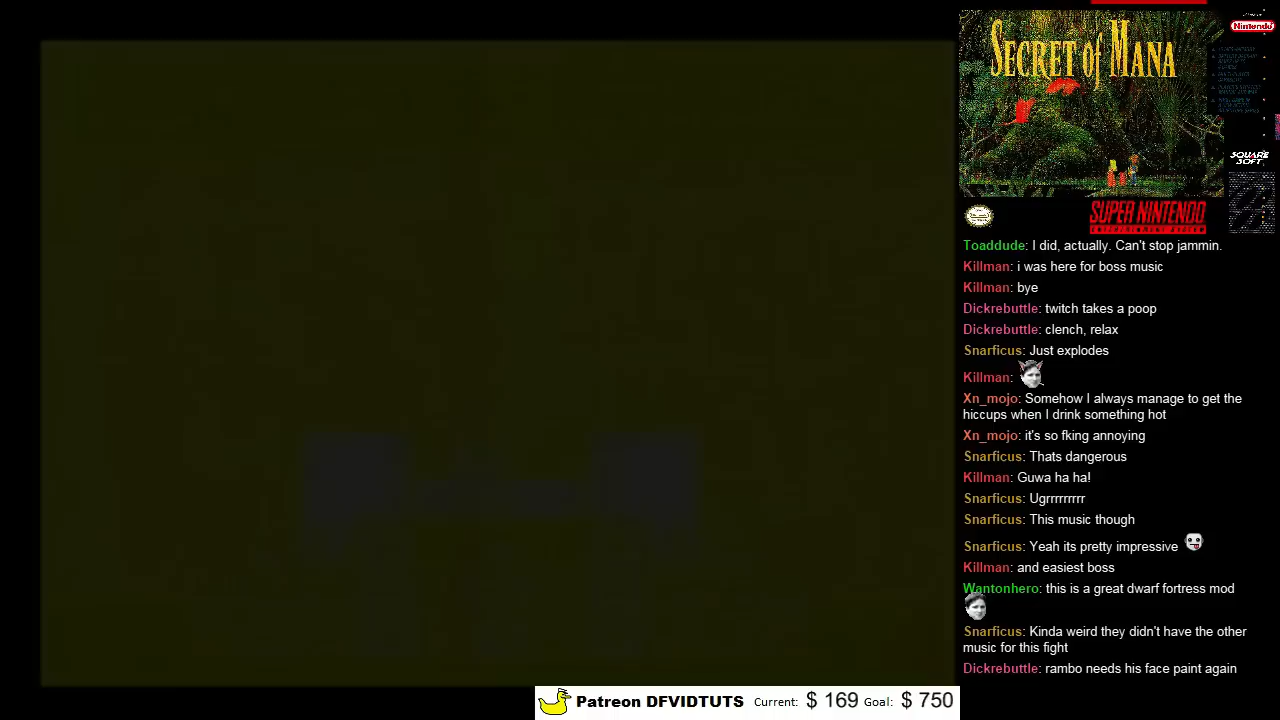 SECRET of MANA
Nintendo
SQUARE
SOFT
SUPER NINTENDO
ENTERTAINMENT SYSTEM
Toaddude: I did, actually. Can't stop jammin.
Killman: i was here for boss music
Killman: bye
Dickrebuttle: twitch takes a poop
Dickrebuttle: clench, relax
Snarficus: Just explodes
Killman:
Xn_mojo: Somehow I always manage to get the
hiccups when I drink something hot
Xn_mojo: it's so fking annoying
Snarficus: Thats dangerous
Killman: Guwa ha ha!
Snarficus: Ugrrrrrrrrr
Snarficus: This music though
Snarficus: Yeah its pretty impressive
Killman: and easiest boss
Wantonhero: this is a great dwarf fortress mod
Snarficus: Kinda weird they didn't have the other
music for this fight
Dickrebuttle: rambo needs his face paint again
Patreon DFVIDTUTS Current: $ 169 Goal: $ 750